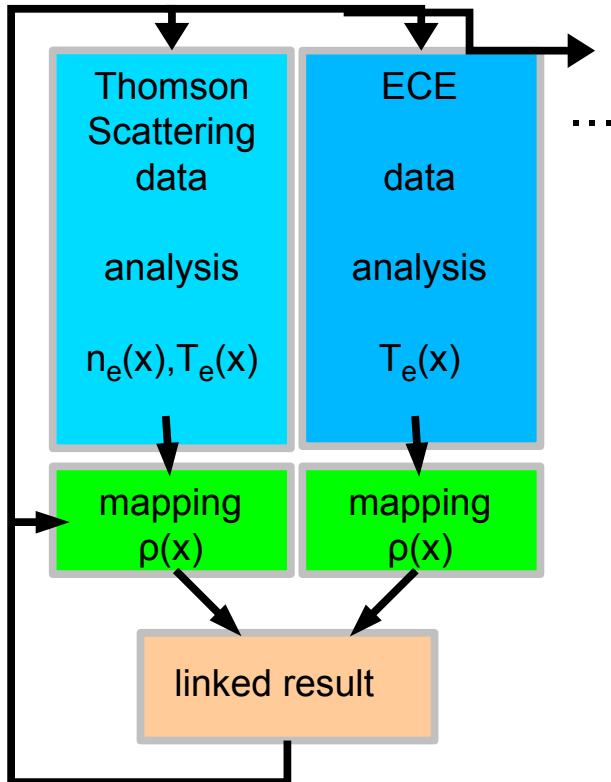 Thomson
Scattering
data
analysis
nₑ(x),Tₑ(x)
ECE
data
analysis
Tₑ(x)
....
mapping
ρ(x)
mapping
ρ(x)
linked result